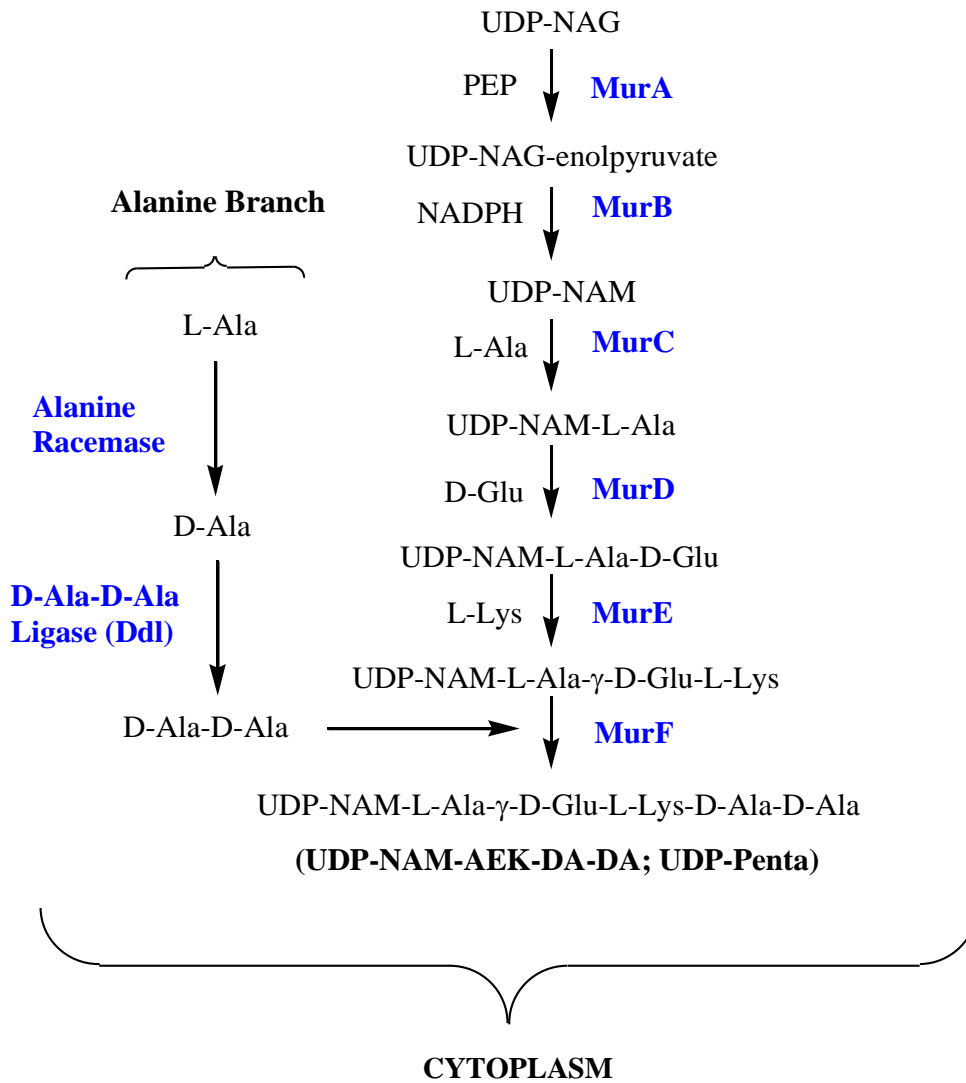 UDP-NAG
PEP
MurA
UDP-NAG-enolpyruvate
Alanine Branch
NADPH
MurB
UDP-NAM
L-Ala
L-Ala
MurC
Alanine
Racemase
UDP-NAM-L-Ala
D-Glu
MurD
D-Ala
UDP-NAM-L-Ala-D-Glu
D-Ala-D-Ala
Ligase (Ddl)
L-Lys
MurE
UDP-NAM-L-Ala-γ-D-Glu-L-Lys
D-Ala-D-Ala
MurF
UDP-NAM-L-Ala-γ-D-Glu-L-Lys-D-Ala-D-Ala
(UDP-NAM-AEK-DA-DA; UDP-Penta)
CYTOPLASM